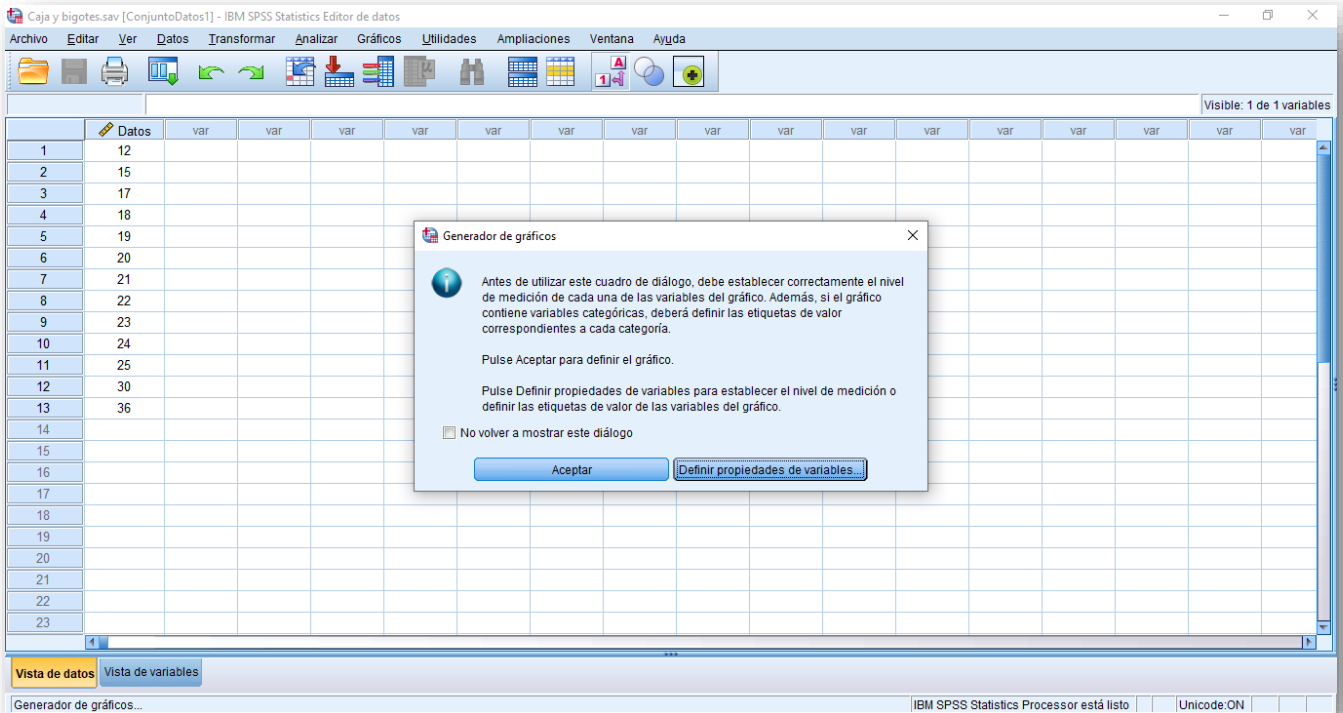 Caja y bigotes.sav [ConjuntoDatos1] - IBM SPSS Statistics Editor de datos
Archivo Editar Ver Datos Transformar Analizar Gráficos Utilidades Ampliaciones Ventana Ayuda
Visible: 1 de 1 variables
Datos var var var var var var var var var var var var var var var var
1 12
2 15
3 17
4 18
5 19
6 20
7 21
8 22
9 23
10 24
11 25
12 30
13 36
14
15
16
17
18
19
20
21
22
23
Generador de gráficos
Antes de utilizar este cuadro de diálogo, debe establecer correctamente el nivel
de medición de cada una de las variables del gráfico. Además, si el gráfico
contiene variables categóricas, deberá definir las etiquetas de valor
correspondientes a cada categoría.
Pulse Aceptar para definir el gráfico.
Pulse Definir propiedades de variables para establecer el nivel de medición o
definir las etiquetas de valor de las variables del gráfico.
No volver a mostrar este diálogo
Aceptar Definir propiedades de variables...
Vista de datos Vista de variables
Generador de gráficos... IBM SPSS Statistics Processor está listo Unicode:ON